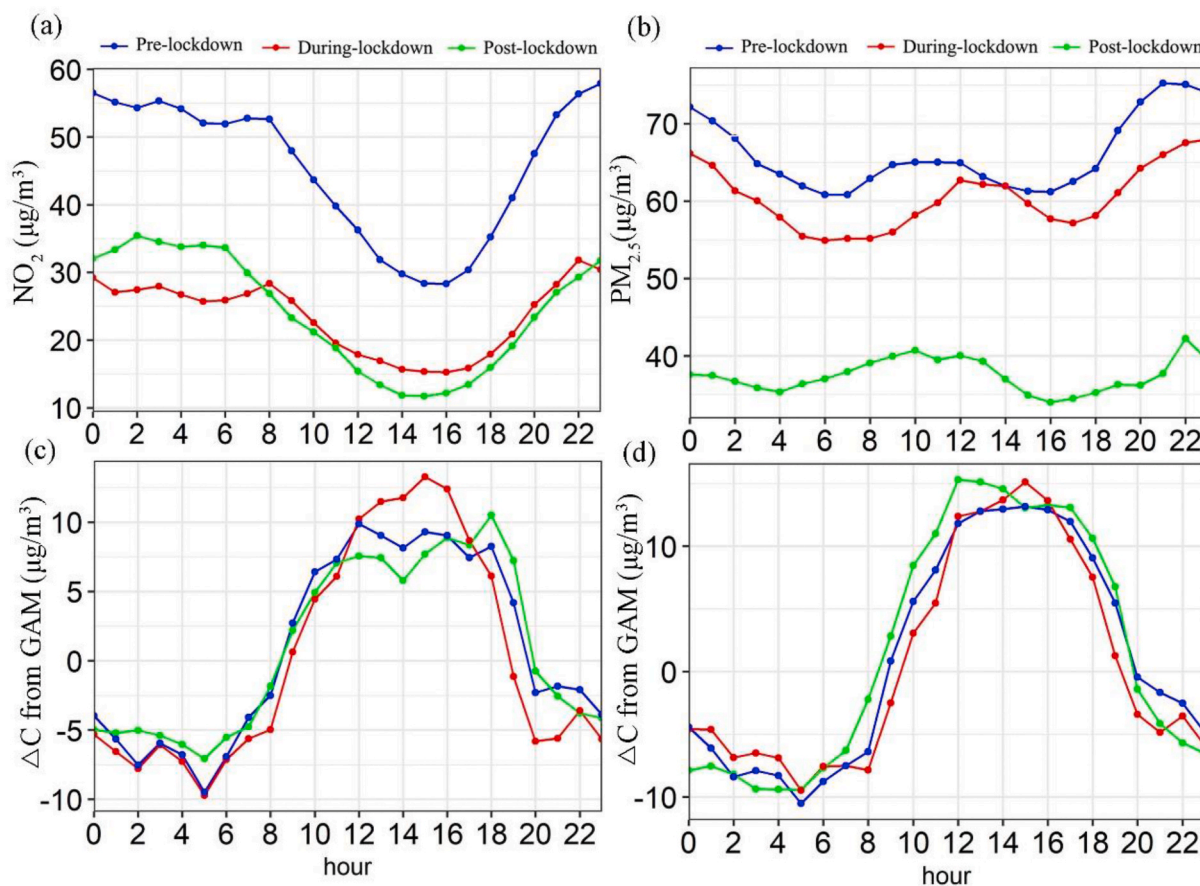 (a)
Pre-lockdown During-lockdown Post-lockdown
NO2 (μg/m³)
60
50
40
30
20
10
0 2 4 6 8 10 12 14 16 18 20 22
(b)
Pre-lockdown During-lockdown Post-lockdown
PM2.5(μg/m³)
70
60
50
40
0 2 4 6 8 10 12 14 16 18 20 22
(c)
△C from GAM (μg/m³)
10
5
0
-5
-10
0 2 4 6 8 10 12 14 16 18 20 22
hour
(d)
△C from GAM (μg/m³)
10
0
-10
0 2 4 6 8 10 12 14 16 18 20 22
hour